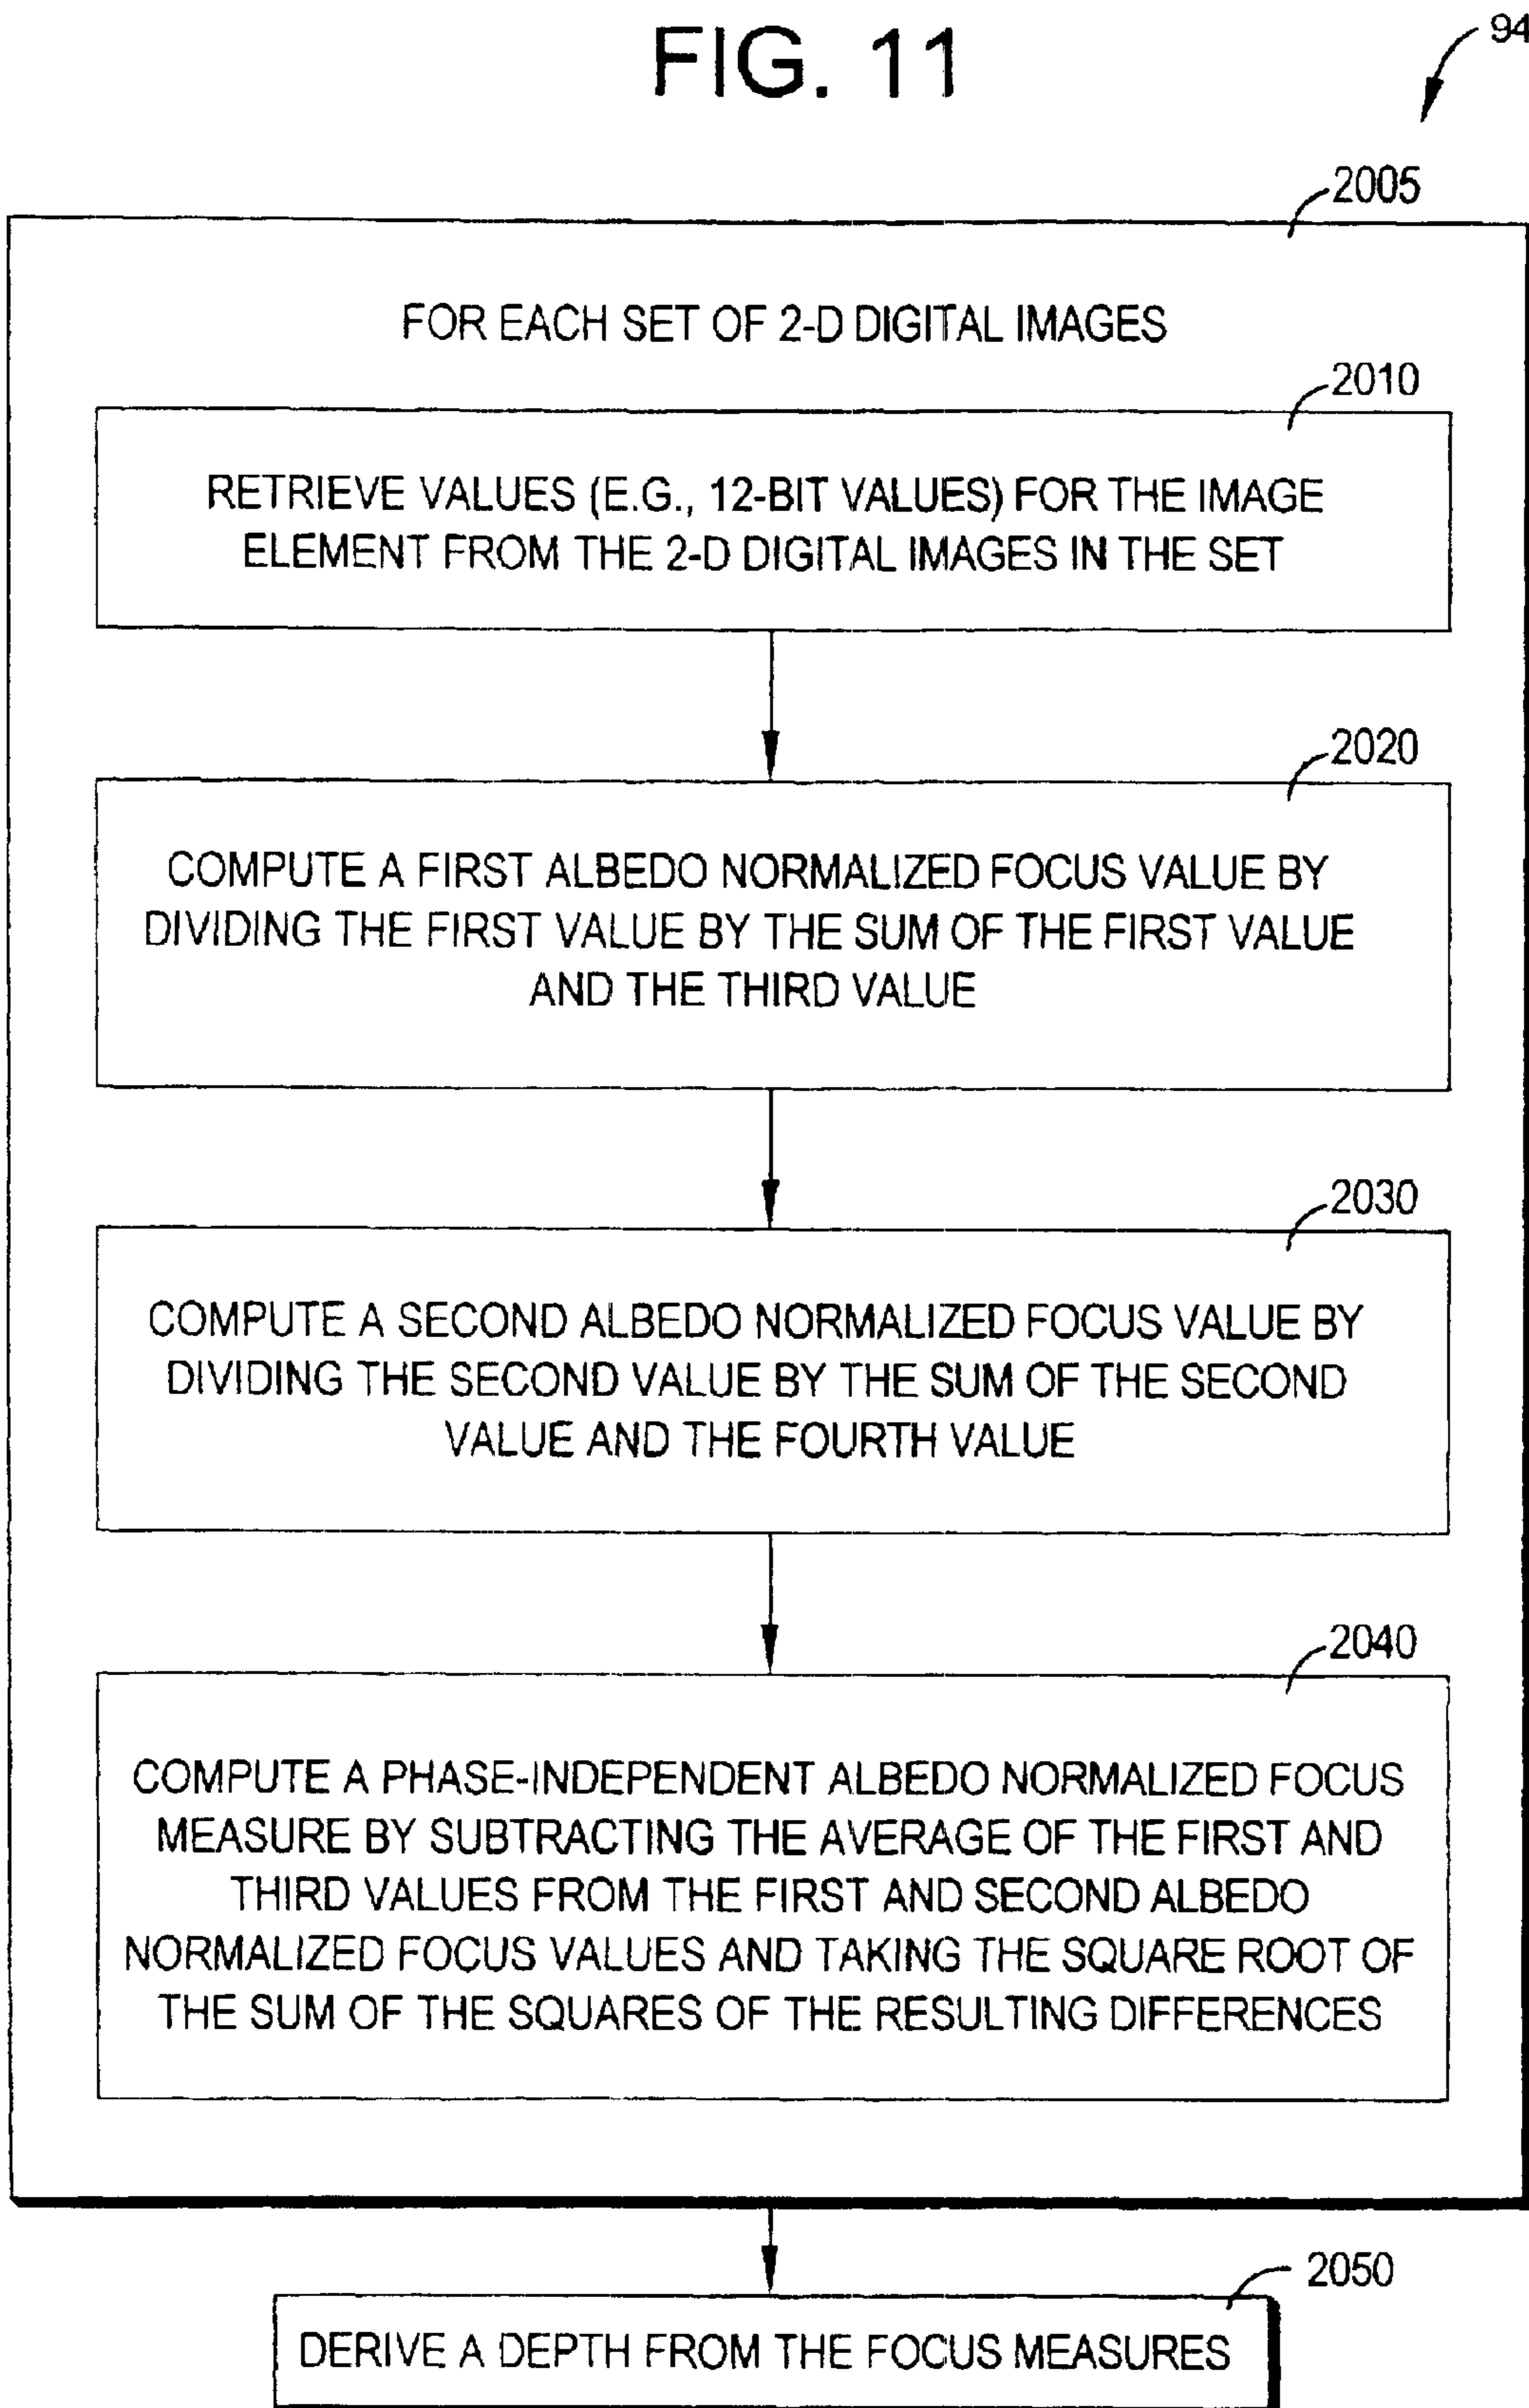 FIG. 11
94
2005
FOR EACH SET OF 2-D DIGITAL IMAGES
2010
RETRIEVE VALUES (E.G., 12-BIT VALUES) FOR THE IMAGE
ELEMENT FROM THE 2-D DIGITAL IMAGES IN THE SET
2020
COMPUTE A FIRST ALBEDO NORMALIZED FOCUS VALUE BY
DIVIDING THE FIRST VALUE BY THE SUM OF THE FIRST VALUE
AND THE THIRD VALUE
2030
COMPUTE A SECOND ALBEDO NORMALIZED FOCUS VALUE BY
DIVIDING THE SECOND VALUE BY THE SUM OF THE SECOND
VALUE AND THE FOURTH VALUE
2040
COMPUTE A PHASE-INDEPENDENT ALBEDO NORMALIZED FOCUS
MEASURE BY SUBTRACTING THE AVERAGE OF THE FIRST AND
THIRD VALUES FROM THE FIRST AND SECOND ALBEDO
NORMALIZED FOCUS VALUES AND TAKING THE SQUARE ROOT OF
THE SUM OF THE SQUARES OF THE RESULTING DIFFERENCES
2050
DERIVE A DEPTH FROM THE FOCUS MEASURES